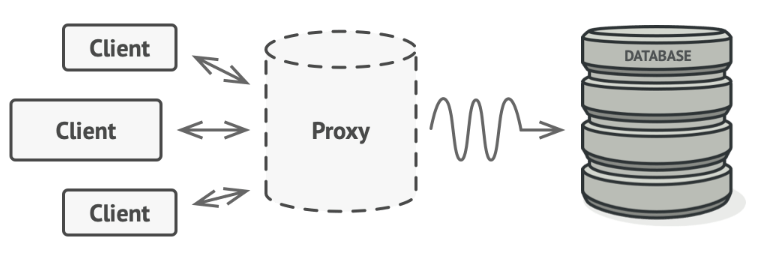 Client
Client
Proxy
DATABASE
Client